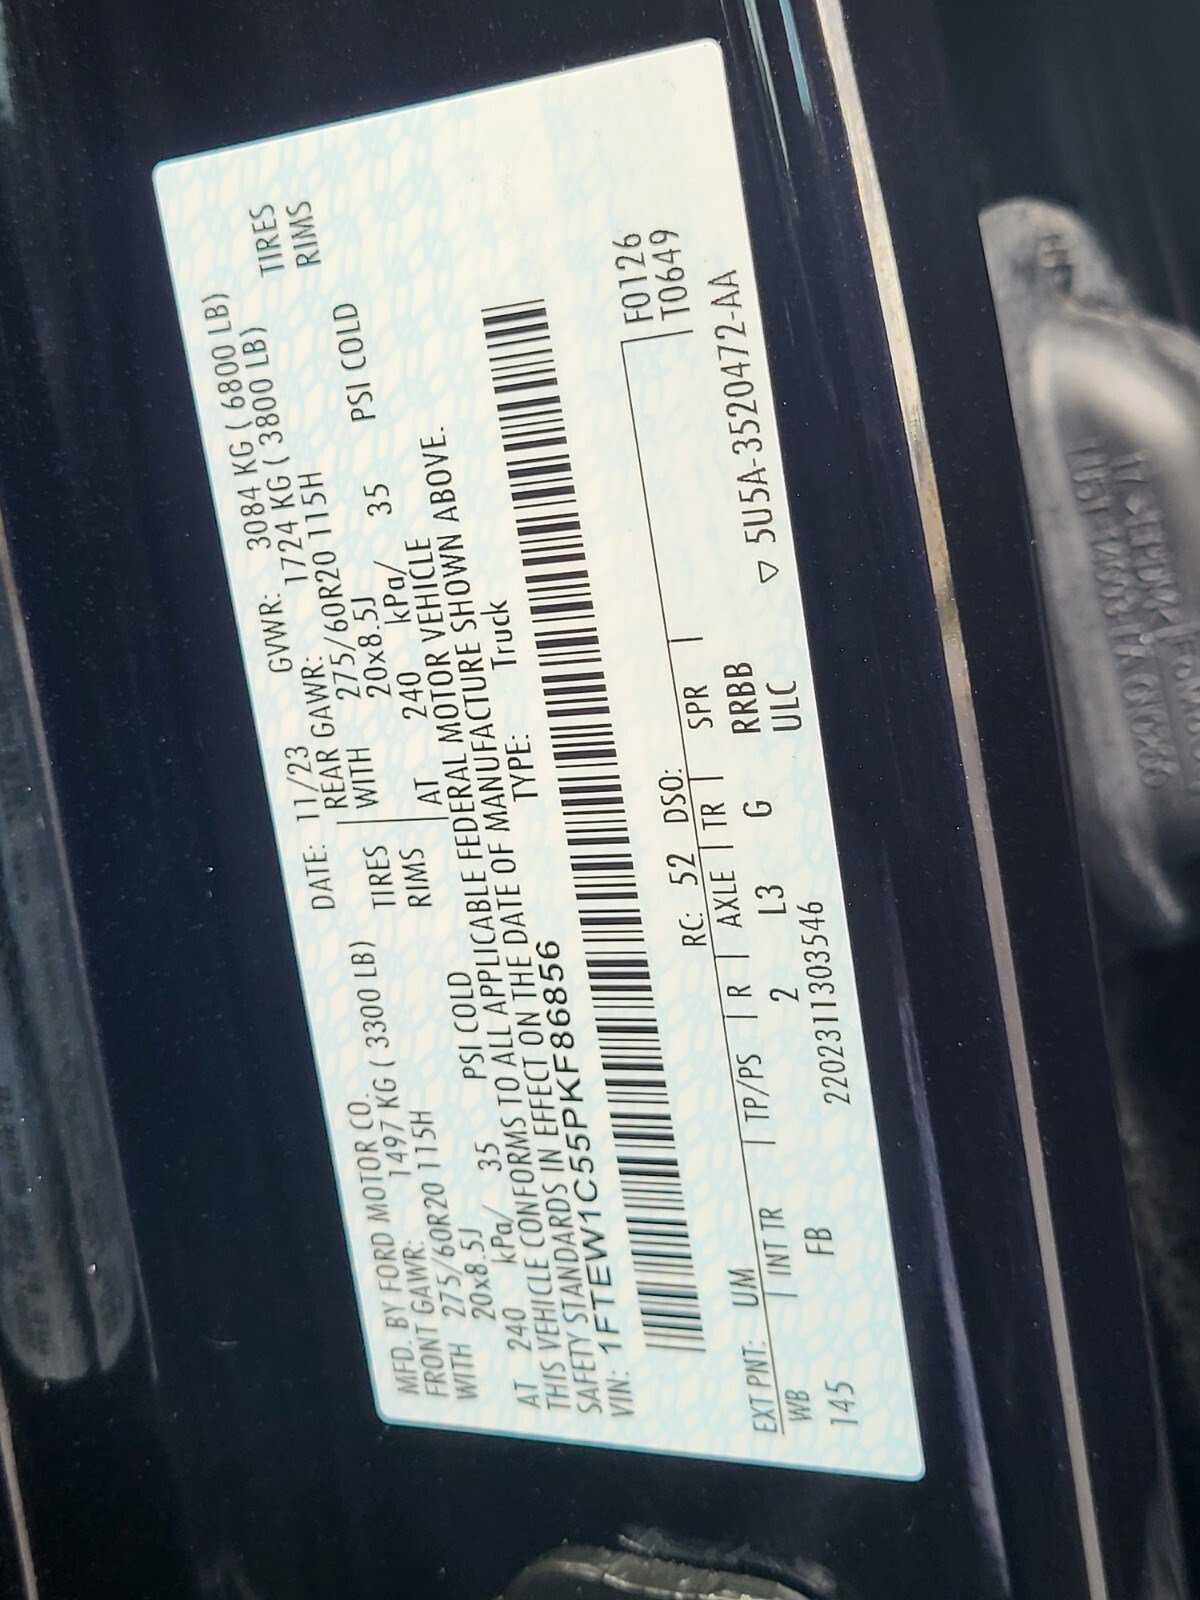 MFD. BY FORD MOTOR CO.
DATE: 11/23 GVWR: 3084 KG ( 6800 LB)
FRONT GAWR: 1497 KG ( 3300 LB) REAR GAWR: 1724 KG ( 3800 LB)
WITH 275/60R20 115H TIRES WITH 275/60R20 115H TIRES
20x8.5J RIMS 20x8.5J RIMS
AT 240 kPa/ 35 PSI COLD AT 240 kPa/ 35 PSI COLD
THIS VEHICLE CONFORMS TO ALL APPLICABLE FEDERAL MOTOR VEHICLE
SAFETY STANDARDS IN EFFECT ON THE DATE OF MANUFACTURE SHOWN ABOVE.
VIN: 1FTEW1C55PKF86856 TYPE: Truck
F0126
T0649
EXT PNT: UM RC: 52 DSO:
WB INT TR TP/PS R AXLE TR SPR
145 FB 2 L3 G RRBB
ULC
2202311303546
▽ 5U5A-3520472-AA